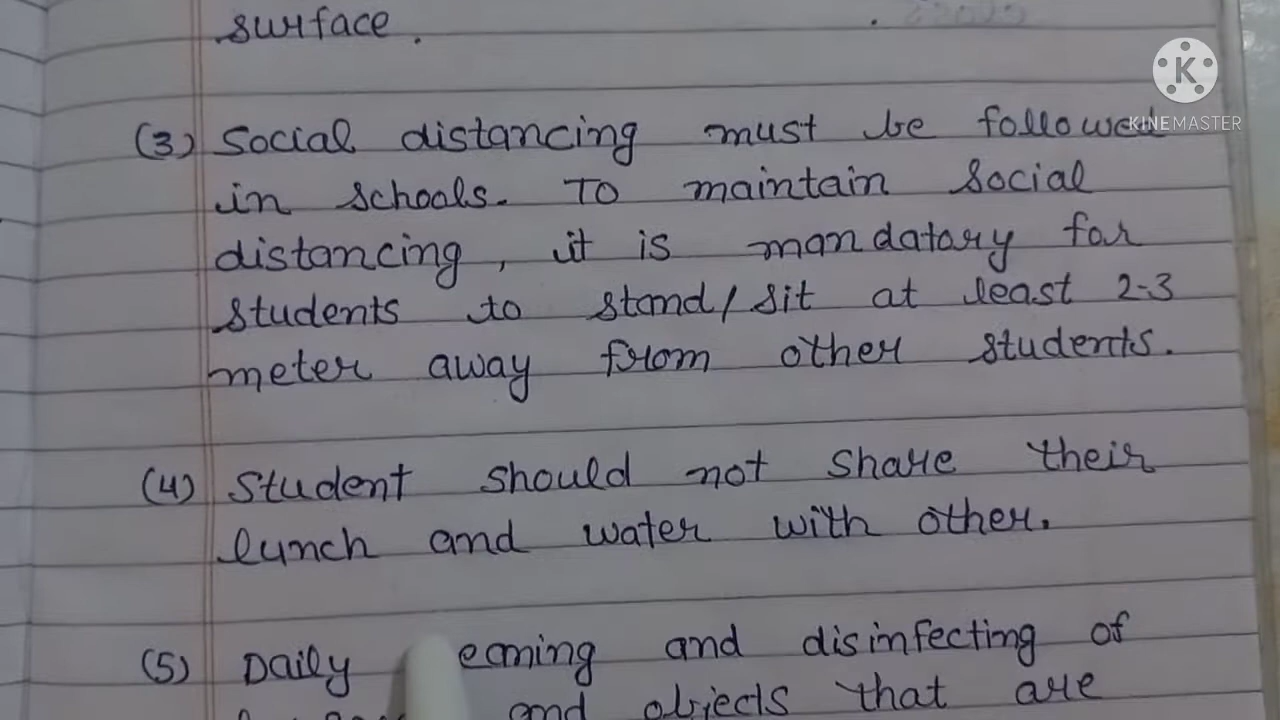 surface.
(3) Social distancing must be followed
in schools. To maintain social
distancing, it is mandatory for
students to stand/sit at least 2-3
meter away from other students.
(4) Student should not share their
lunch and water with other.
(5) Daily eaning and disinfecting of
and objects that are
K
KINEMASTER